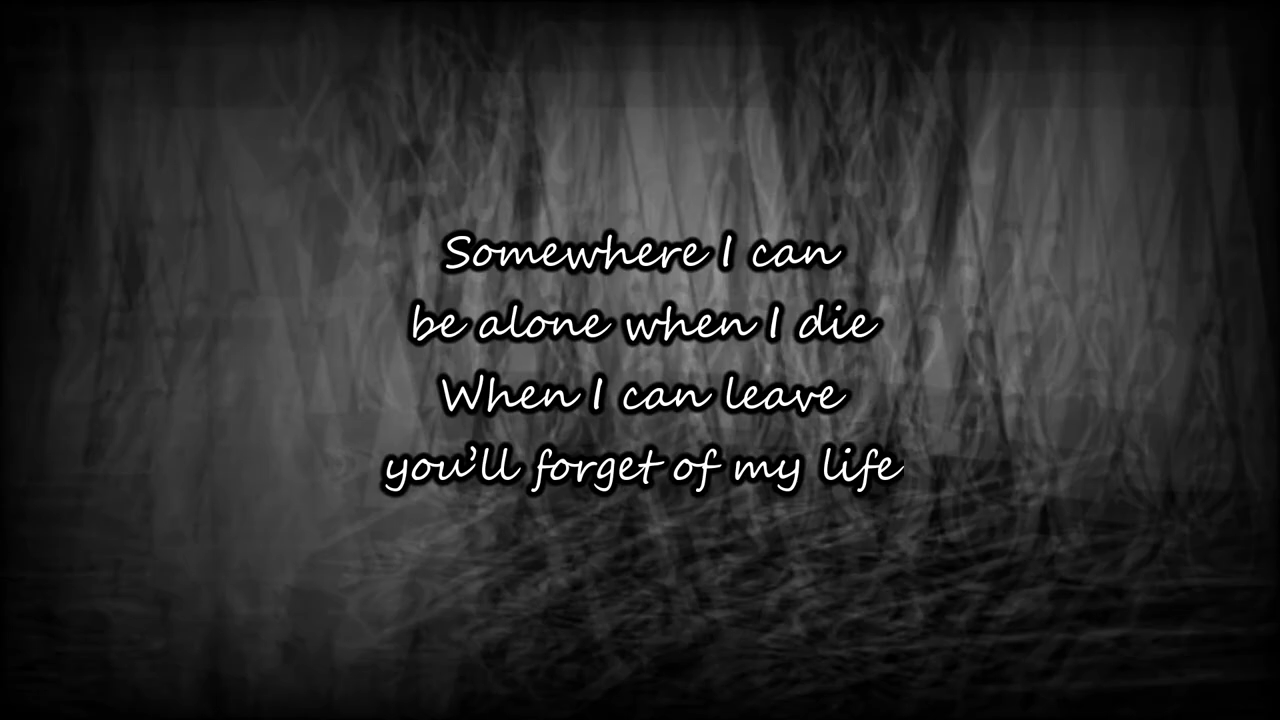 Somewhere I can
be alone when I die
When I can leave
you'll forget of my life